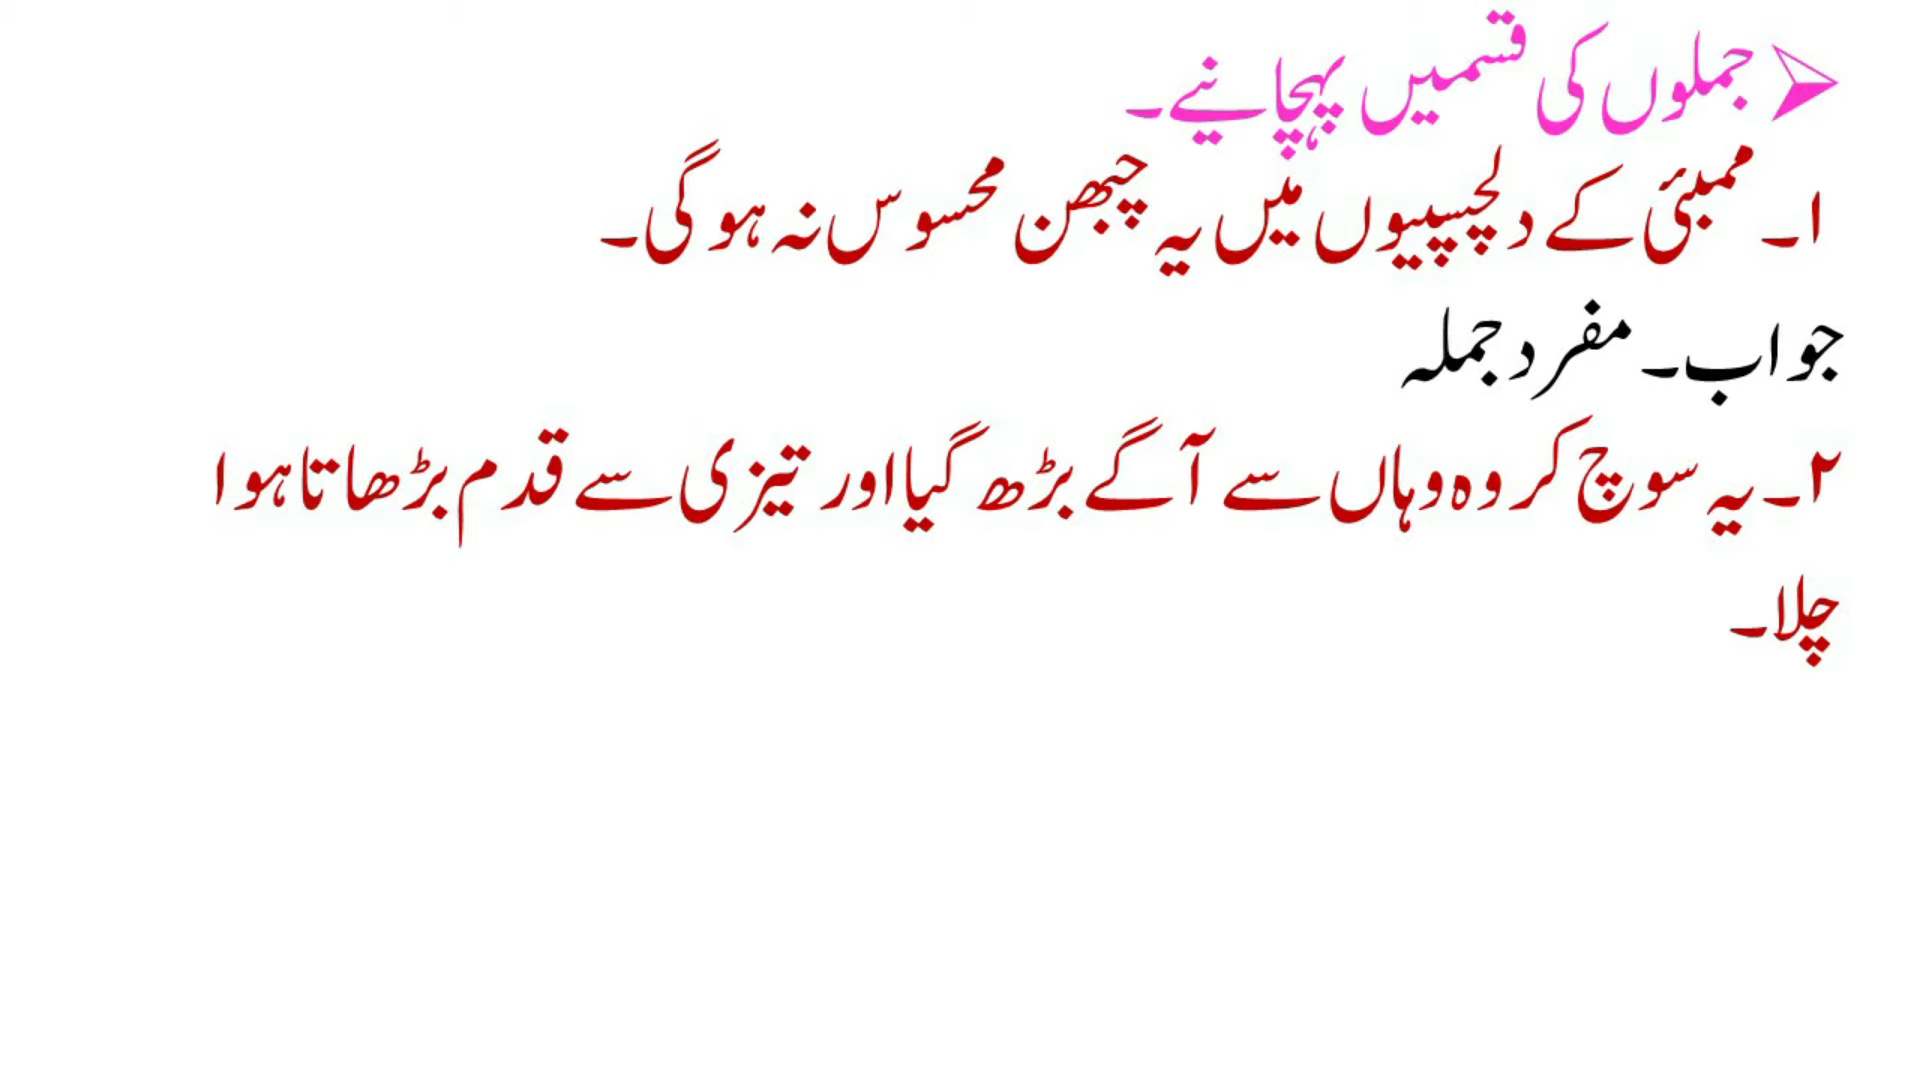 جملوں کی قسمیں پہچانیے۔
۱۔ ممبئی کے دلچسپیوں میں یہ چبھن محسوس نہ ہوگی۔
جواب۔ مفرد جملہ
۲۔ یہ سوچ کر وہ وہاں سے آگے بڑھ گیا اور تیزی سے قدم بڑھاتا ہوا
چلا۔